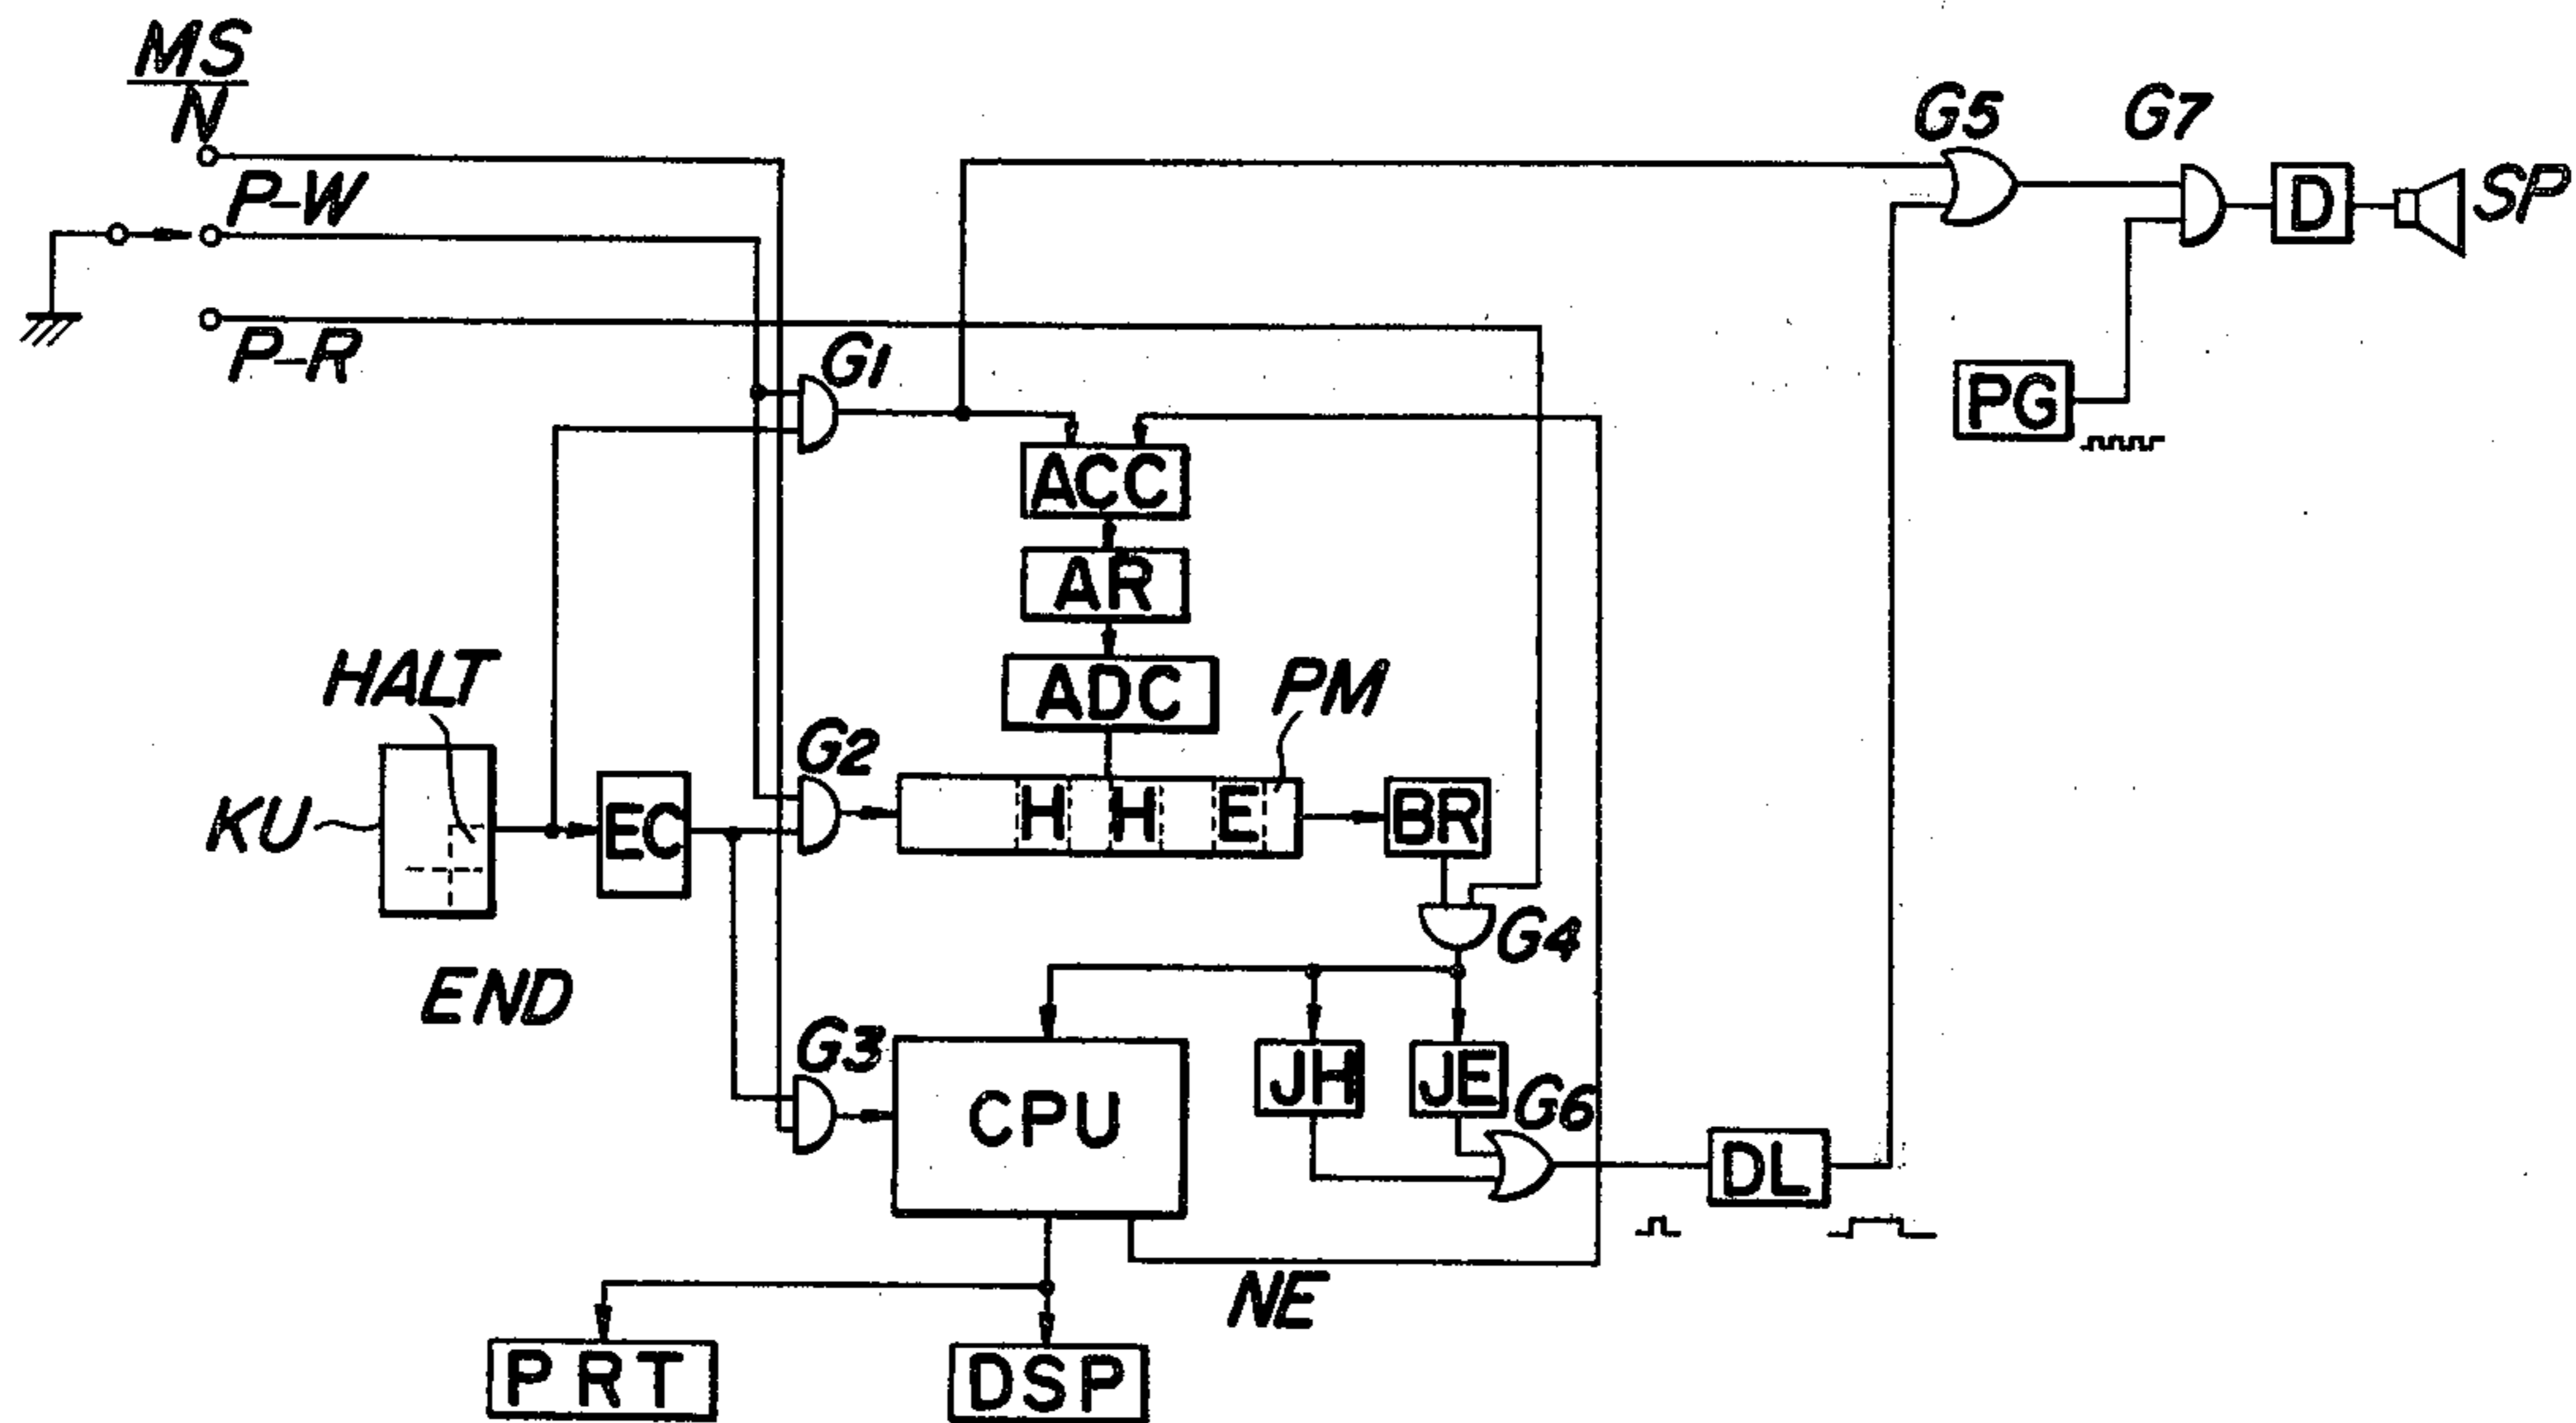 MS
N
P-W
P-R
G5
G7
D
SP
PG
G1
ACC
AR
ADC
PM
HALT
KU
EC
G2
H
H
E
BR
G4
END
G3
CPU
JH
JE
G6
DL
NE
PRT
DSP